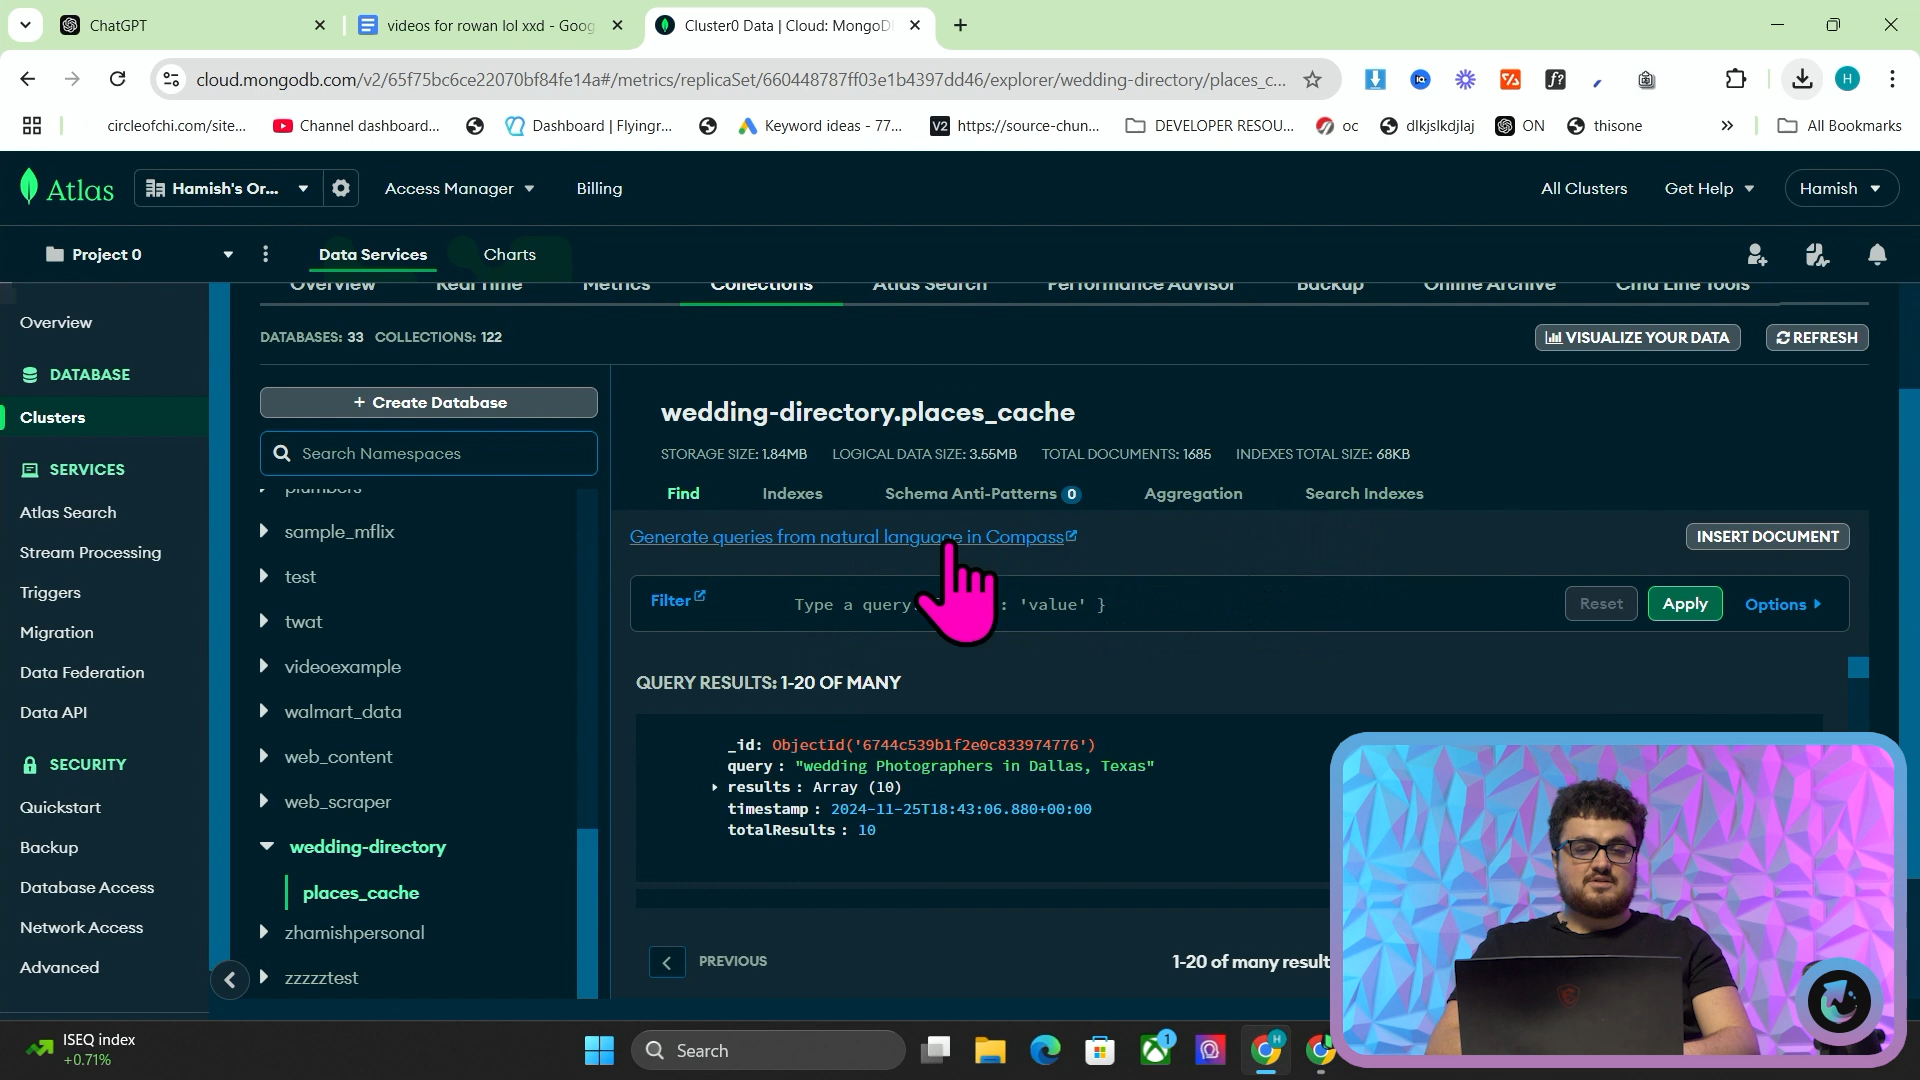 ChatGPT
videos for rowan lol xxd - Goog
Cluster0 Data | Cloud: MongoD
cloud.mongodb.com/v2/65f75bc6ce22070bf84fe14a#/metrics/replicaSet/660448787ff03e1b4397dd46/explorer/wedding-directory/places_c...
H
circleofchi.com/site...
Channel dashboard...
Dashboard | Flyingr...
Keyword ideas - 77...
V2 https://source-chun...
DEVELOPER RESOU...
oc
dlkjslkdjlaj
ON
thisone
All Bookmarks
Atlas
Hamish's Or...
Access Manager
Billing
All Clusters
Get Help
Hamish
Project 0
Data Services
Charts
Overview
Real Time
Metrics
Collections
Atlas Search
Performance Advisor
Backup
Online Archive
Cmd Line Tools
DATABASES: 33 COLLECTIONS: 122
VISUALIZE YOUR DATA
REFRESH
Overview
DATABASE
Clusters
SERVICES
Atlas Search
Stream Processing
Triggers
Migration
Data Federation
Data API
SECURITY
Quickstart
Backup
Database Access
Network Access
Advanced
+ Create Database
Search Namespaces
plumbers
sample_mflix
test
twat
videoexample
walmart_data
web_content
web_scraper
wedding-directory
places_cache
zhamishpersonal
zzzzztest
wedding-directory.places_cache
STORAGE SIZE: 1.84MB LOGICAL DATA SIZE: 3.55MB TOTAL DOCUMENTS: 1685 INDEXES TOTAL SIZE: 68KB
Find
Indexes
Schema Anti-Patterns 0
Aggregation
Search Indexes
Generate queries from natural language in Compass
INSERT DOCUMENT
Filter
Type a query : 'value' }
Reset
Apply
Options
QUERY RESULTS: 1-20 OF MANY
_id: ObjectId('6744c539b1f2e0c833974776')
query : "wedding Photographers in Dallas, Texas"
results : Array (10)
timestamp : 2024-11-25T18:43:06.880+00:00
totalResults : 10
PREVIOUS
1-20 of many result
ISEQ index
+0.71%
Search
1
H